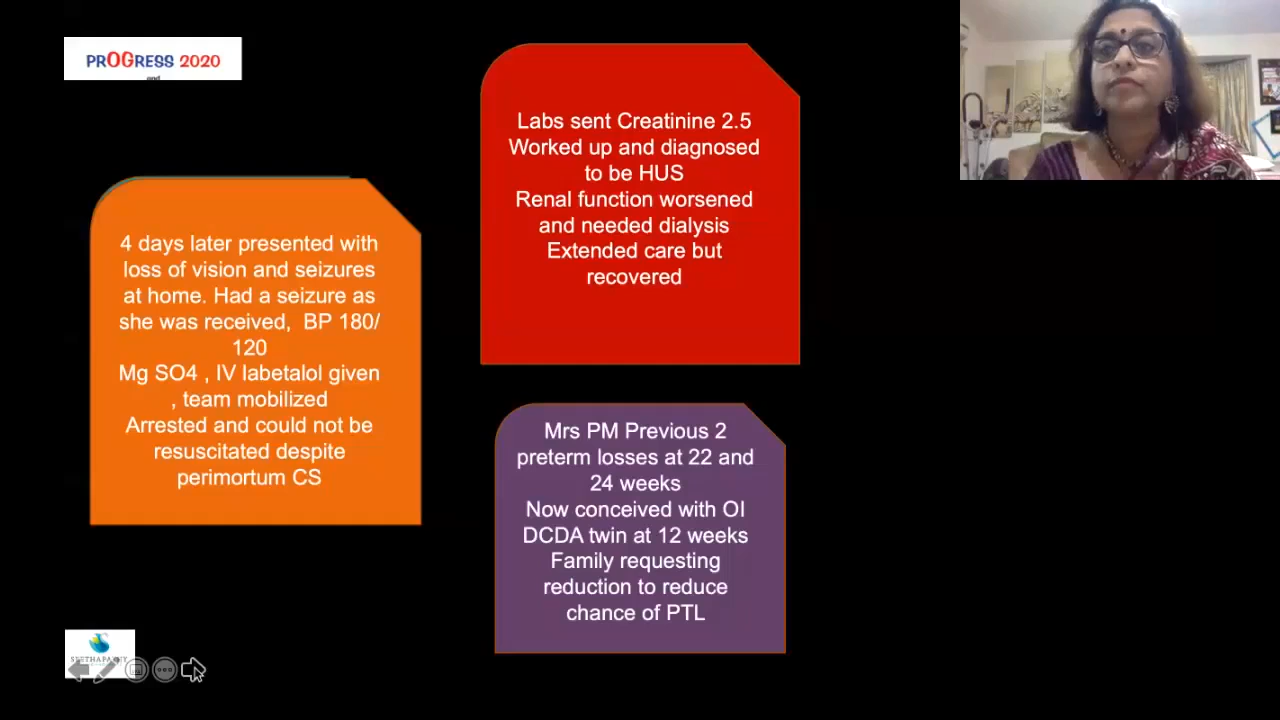 PROGRESS 2020
and
4 days later presented with
loss of vision and seizures
at home. Had a seizure as
she was received,  BP 180/
120
Mg SO4 , IV labetalol given
, team mobilized
Arrested and could not be
resuscitated despite
perimortum CS
Labs sent Creatinine 2.5
Worked up and diagnosed
to be HUS
Renal function worsened
and needed dialysis
Extended care but
recovered
Mrs PM Previous 2
preterm losses at 22 and
24 weeks
Now conceived with OI
DCDA twin at 12 weeks
Family requesting
reduction to reduce
chance of PTL